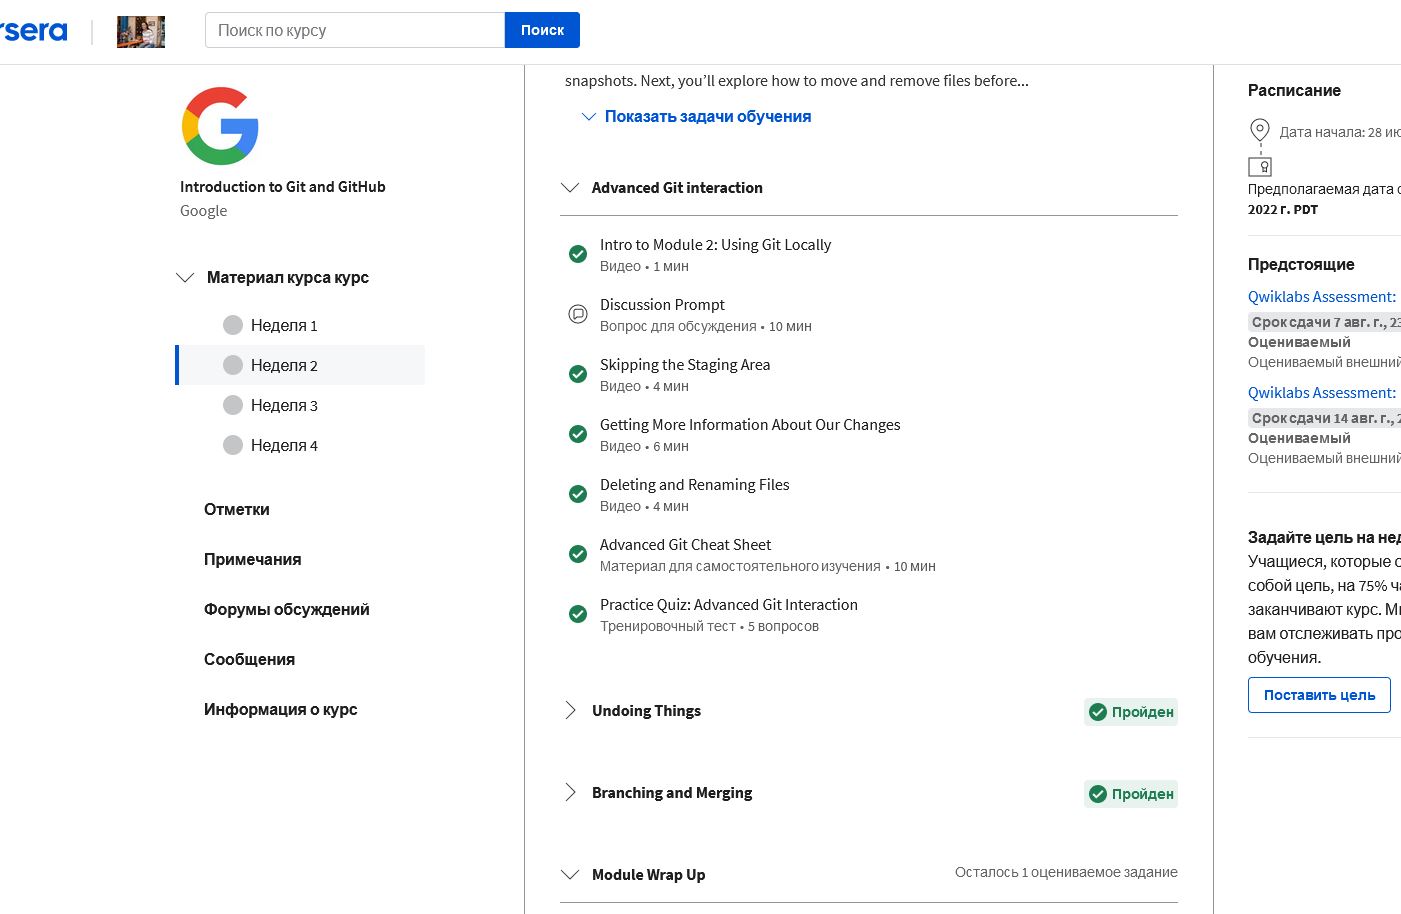 rsera
Поиск по курсу
Поиск
Introduction to Git and GitHub
Google
Материал курса курс
Неделя 1
Неделя 2
Неделя 3
Неделя 4
Отметки
Примечания
Форумы обсуждений
Сообщения
Информация о курс
snapshots. Next, you’ll explore how to move and remove files before...
Показать задачи обучения
Advanced Git interaction
Intro to Module 2: Using Git Locally
Видео • 1 мин
Discussion Prompt
Вопрос для обсуждения • 10 мин
Skipping the Staging Area
Видео • 4 мин
Getting More Information About Our Changes
Видео • 6 мин
Deleting and Renaming Files
Видео • 4 мин
Advanced Git Cheat Sheet
Материал для самостоятельного изучения • 10 мин
Practice Quiz: Advanced Git Interaction
Тренировочный тест • 5 вопросов
Undoing Things
Пройден
Branching and Merging
Пройден
Module Wrap Up
Осталось 1 оцениваемое задание
Расписание
Дата начала: 28 ию
Предполагаемая дата о
2022 г. PDT
Предстоящие
Qwiklabs Assessment:
Срок сдачи 7 авг. г., 23
Оцениваемый
Оцениваемый внешний
Qwiklabs Assessment:
Срок сдачи 14 авг. г., 2
Оцениваемый
Оцениваемый внешний
Задайте цель на нед
Учащиеся, которые с
собой цель, на 75% ча
заканчивают курс. Мы
вам отслеживать про
обучения.
Поставить цель